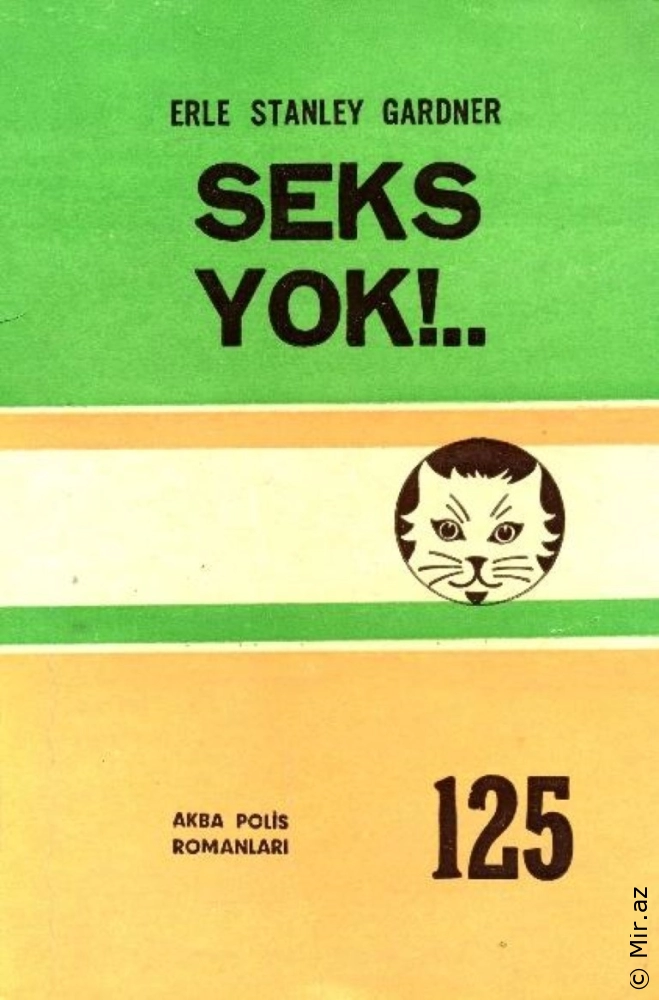 ERLE STANLEY GARDNER
SEKS
YOK!..
AKBA POLİS
ROMANLARI
125
© Mir.az